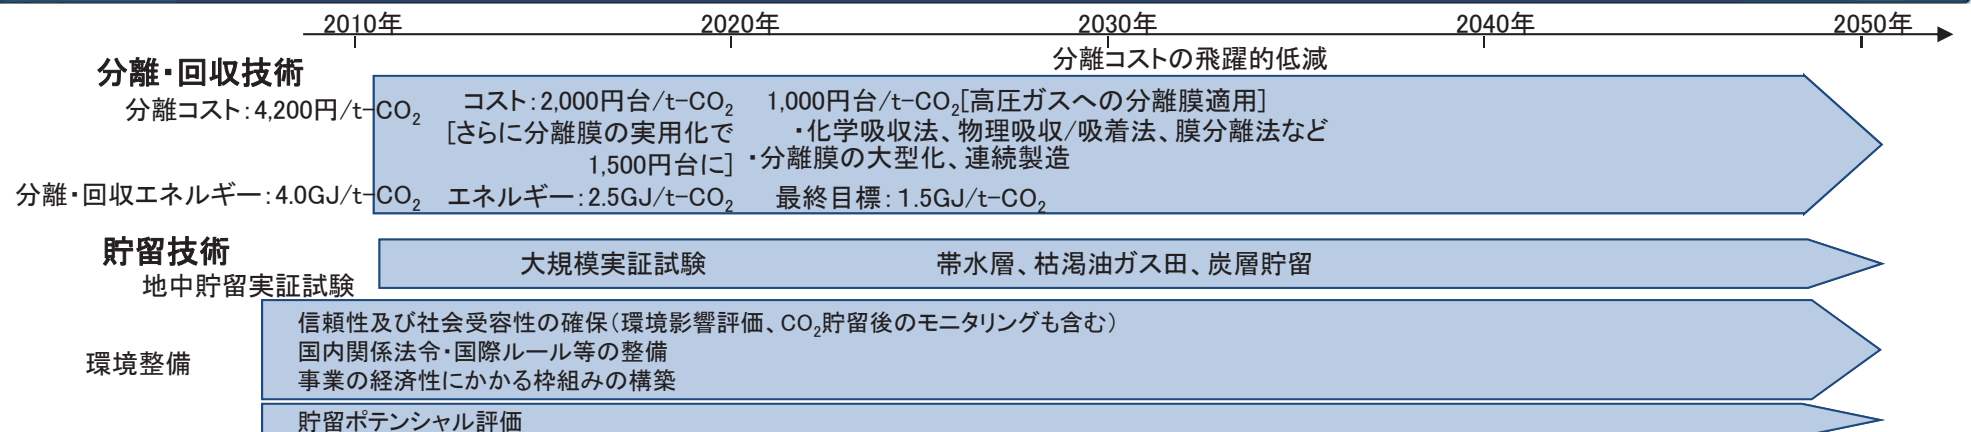 2010年 2020年 2030年 2040年 2050年
分離コストの飛躍的低減
分離・回収技術
分離コスト:4,200円/t-CO₂
コスト:2,000円台/t-CO₂
[さらに分離膜の実用化で
1,500円台に]
1,000円台/t-CO₂[高圧ガスへの分離膜適用]
・化学吸収法、物理吸収/吸着法、膜分離法など
・分離膜の大型化、連続製造
分離・回収エネルギー:4.0GJ/t-CO₂
エネルギー:2.5GJ/t-CO₂
最終目標:1.5GJ/t-CO₂
貯留技術
地中貯留実証試験
大規模実証試験
帯水層、枯渇油ガス田、炭層貯留
環境整備
信頼性及び社会受容性の確保(環境影響評価、CO₂貯留後のモニタリングも含む)
国内関係法令・国際ルール等の整備
事業の経済性にかかる枠組みの構築
貯留ポテンシャル評価